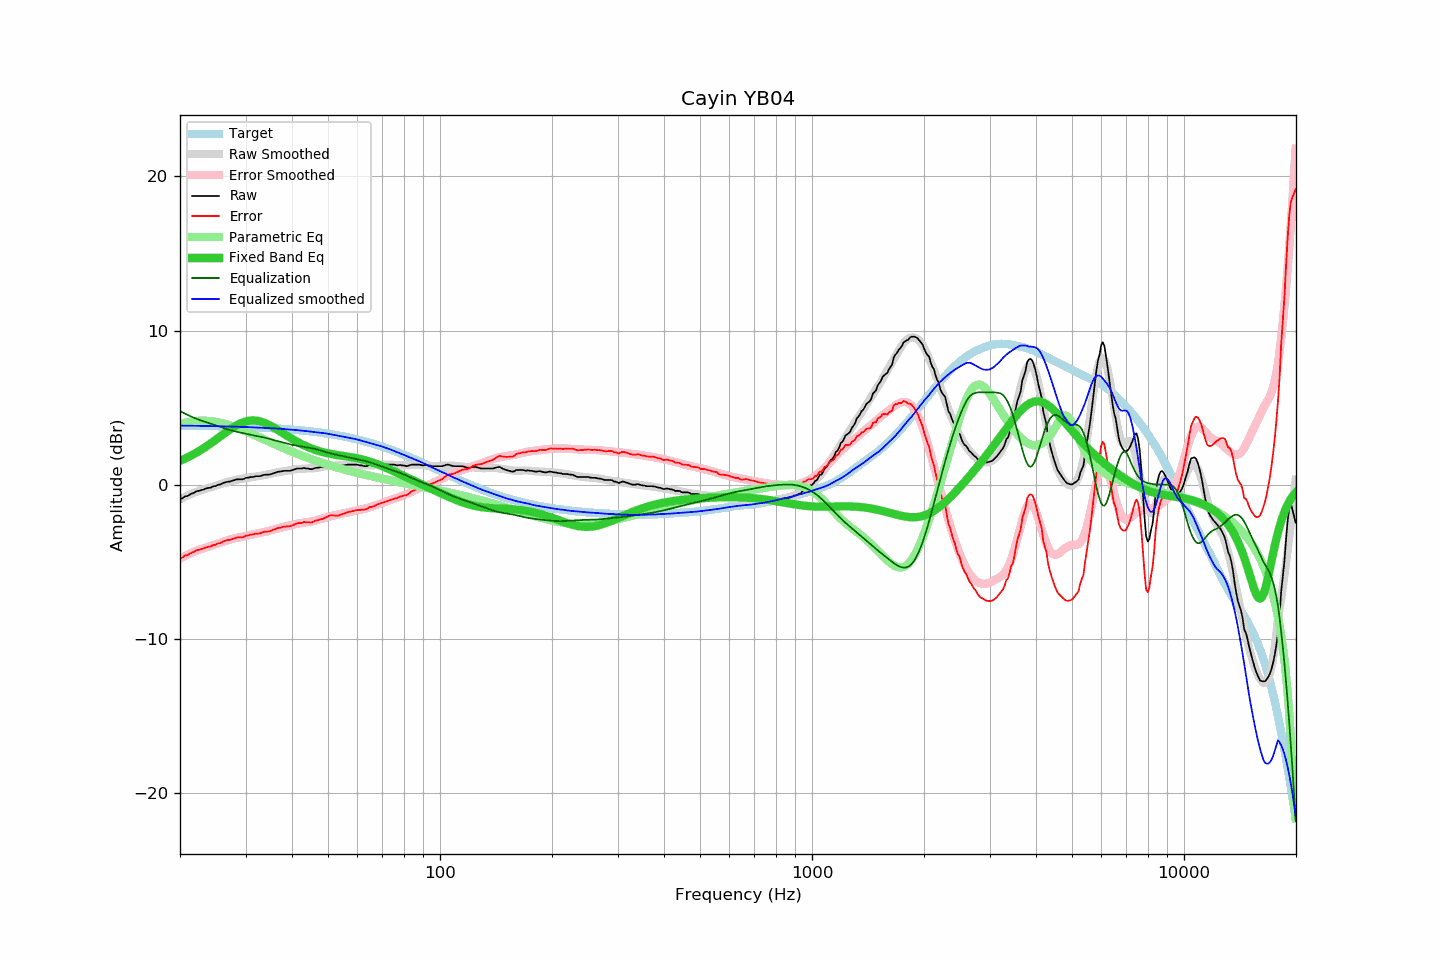 Cayin YB04
Target
Raw Smoothed
Error Smoothed
Raw
Error
Parametric Eq
Fixed Band Eq
Equalization
Equalized smoothed
20
10
0
−10
−20
Amplitude (dBr)
100
1000
10000
Frequency (Hz)